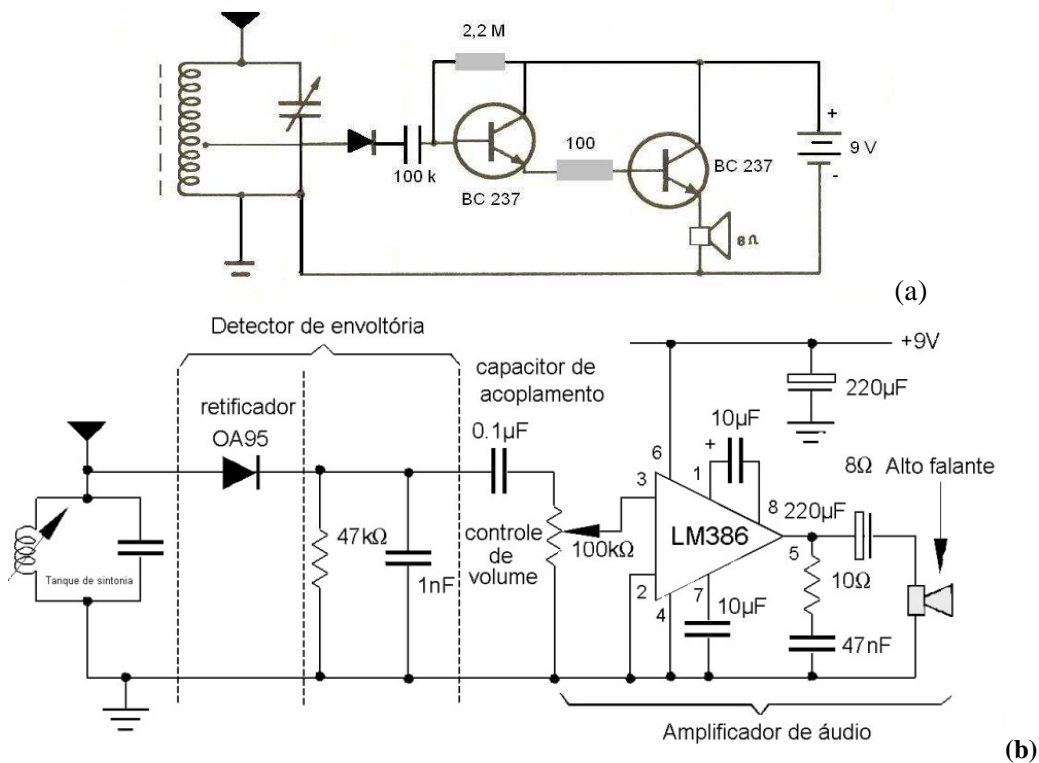 2,2 M
+
9 V
-
100
BC 237
100 k
BC 237
8Ω
(a)
Detector de envoltória
+9V
capacitor de
acoplamento
retificador
OA95
220µF
0.1µF
10µF
+
8Ω Alto falante
6
3
1
8
220µF
47kΩ
controle
de
volume
100kΩ
LM386
5
Tanque de sintonia
1nF
2
4
7
10µF
10Ω
47nF
Amplificador de áudio
(b)